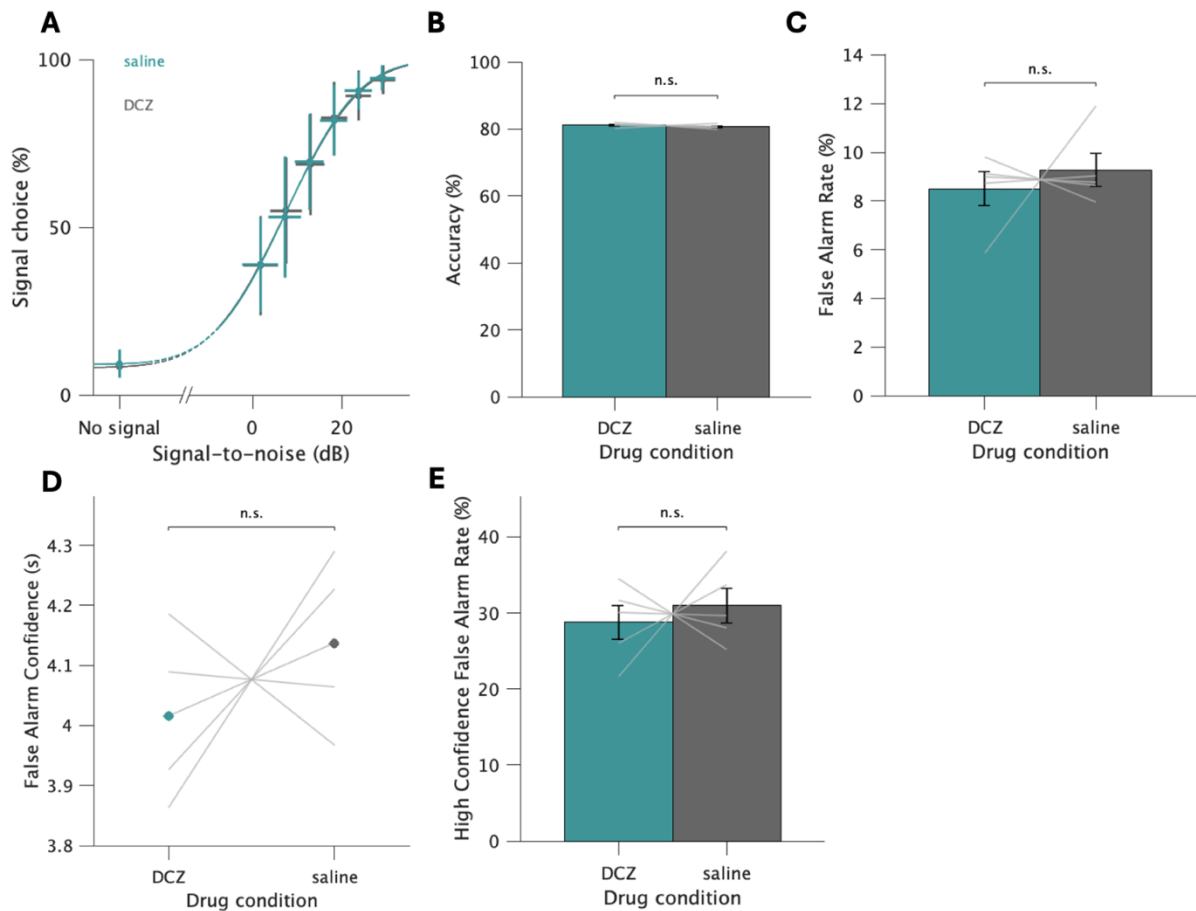 A
Signal choice (%)
100
50
0
saline
DCZ
No signal
0
20
Signal-to-noise (dB)
B
Accuracy (%)
100
80
60
40
20
0
n.s.
DCZ
saline
Drug condition
C
False Alarm Rate (%)
14
12
10
8
6
4
2
0
n.s.
DCZ
saline
Drug condition
D
False Alarm Confidence (s)
4.3
4.2
4.1
4
3.9
3.8
n.s.
DCZ
saline
Drug condition
E
High Confidence False Alarm Rate (%)
40
30
20
10
0
n.s.
DCZ
saline
Drug condition